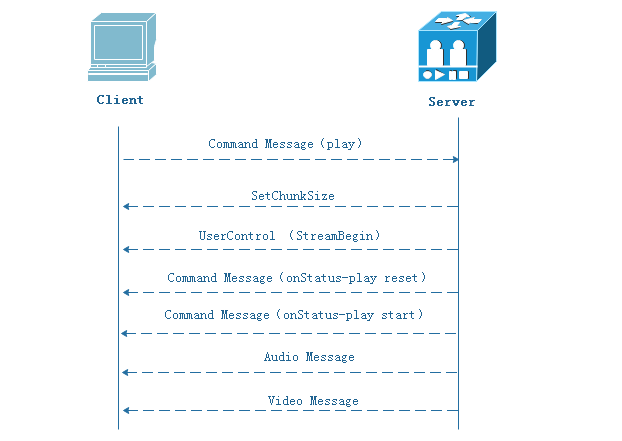 Client
Server
Command Message（play）
SetChunkSize
UserControl （StreamBegin）
Command Message（onStatus-play reset）
Command Message（onStatus-play start）
Audio Message
Video Message